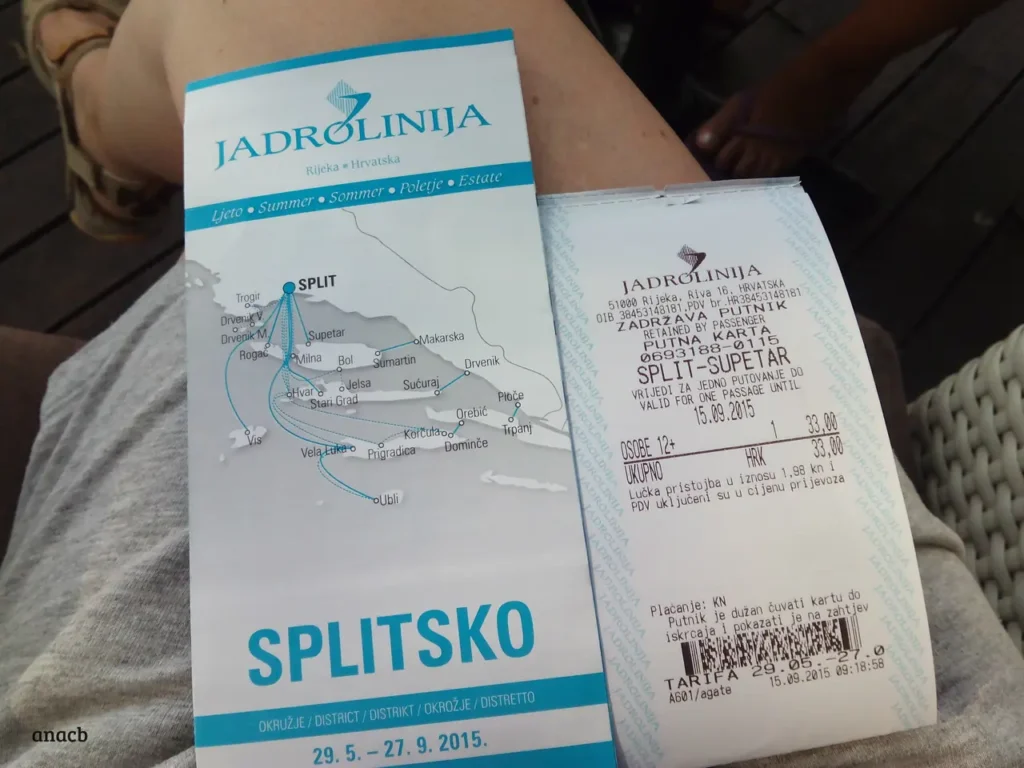 JADROLINIJA
Rijeka • Hrvatska
Ljeto • Summer • Sommer • Poletje • Estate
SPLIT
Trogir
Drvenik V.
Drvenik M.
Rogač
Supetar
Milna
Bol
Sumartin
Makarska
Hvar
Jelsa
Stari Grad
Sućuraj
Drvenik
Ploče
Vis
Vela Luka
Prigradica
Korčula
Orebić
Dominče
Trpanj
Ubli
SPLITSKO
OKRUŽJE / DISTRICT / DISTRIKT / OKROŽJE / DISTRETTO
29. 5. – 27. 9. 2015.
JADROLINIJA
51000 Rijeka, Riva 16, HRVATSKA
OIB 38453148181,PDV br.HR38453148181
ZADRŽAVA PUTNIK
RETAINED BY PASSENGER
PUTNA KARTA
0693188-0115
SPLIT-SUPETAR
VRIJEDI ZA JEDNO PUTOVANJE DO
VALID FOR ONE PASSAGE UNTIL
15.09.2015
OSOBE 12+ 1 33,00
UKUPNO HRK 33,00
Lučka pristojba u iznosu 1.98 kn i
PDV uključeni su u cijenu prijevoza
Plaćanje: KN
Putnik je dužan čuvati kartu do
iskrcaja i pokazati je na zahtjev
TARIFA 29.05.-27.0
A601/agate 15.09.2015 09:18:58
anacb